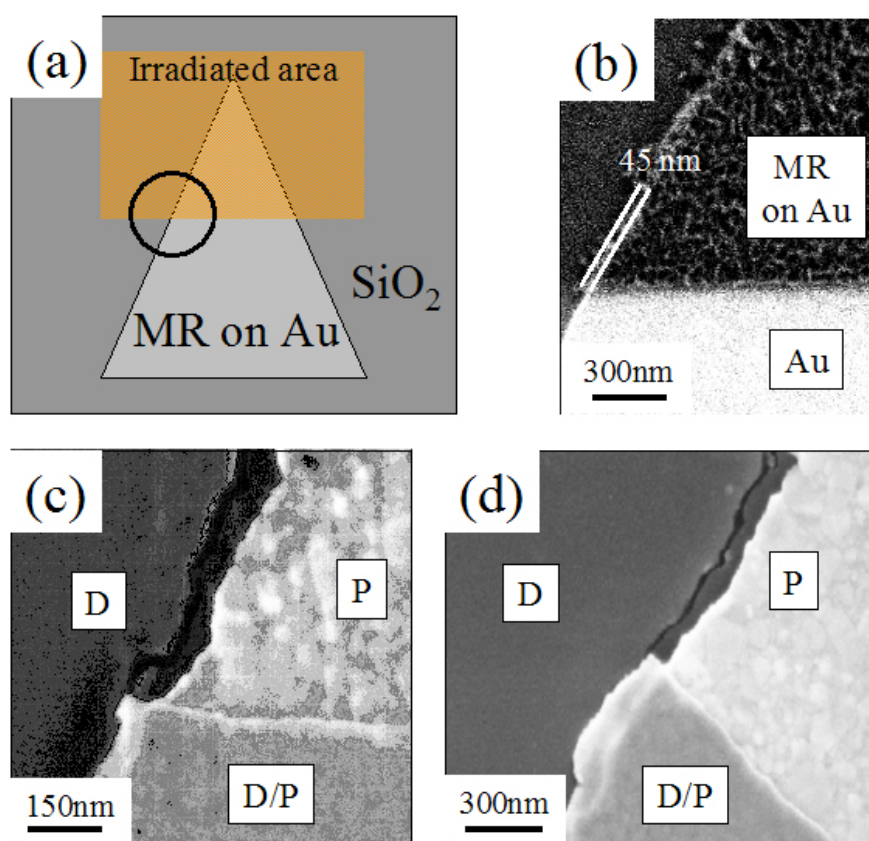 (a)
Irradiated area
SiO₂
MR on Au
(b)
45 nm
MR
on Au
Au
300nm
(c)
D
P
D/P
150nm
(d)
D
P
D/P
300nm